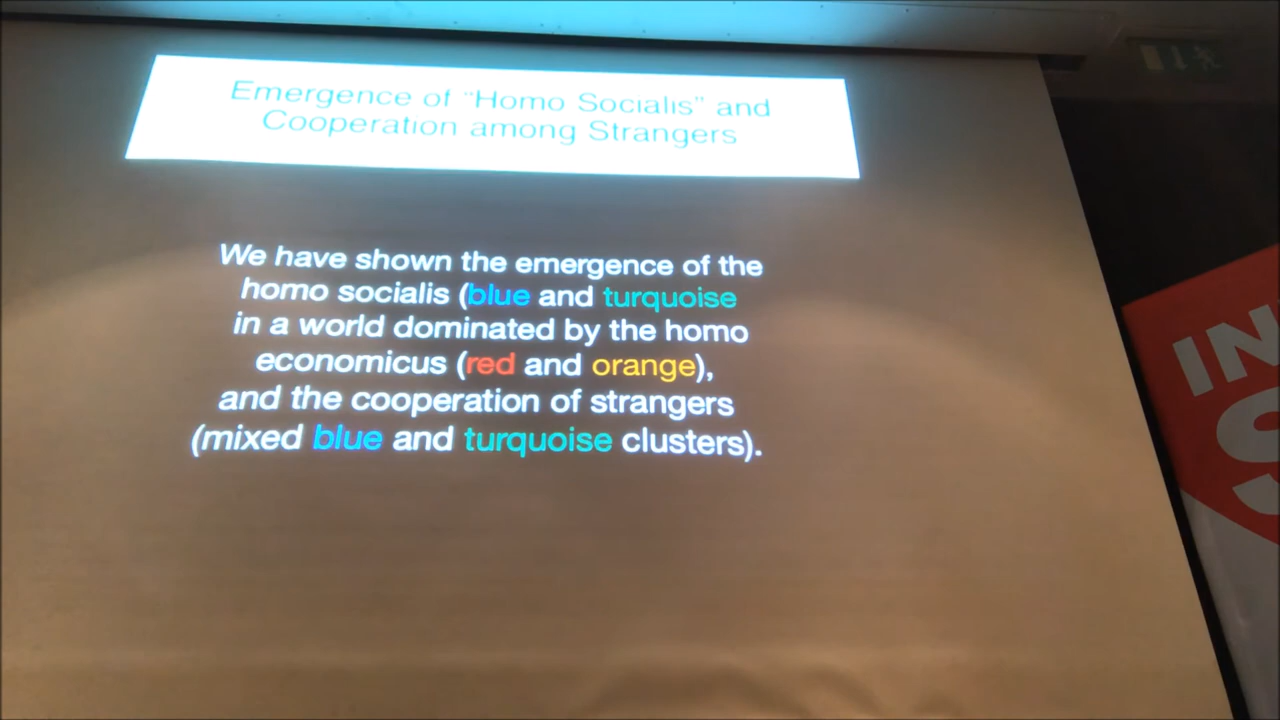 Emergence of “Homo Socialis” and
Cooperation among Strangers
We have shown the emergence of the
homo socialis (blue and turquoise
in a world dominated by the homo
economicus (red and orange),
and the cooperation of strangers
(mixed blue and turquoise clusters).
IN
S